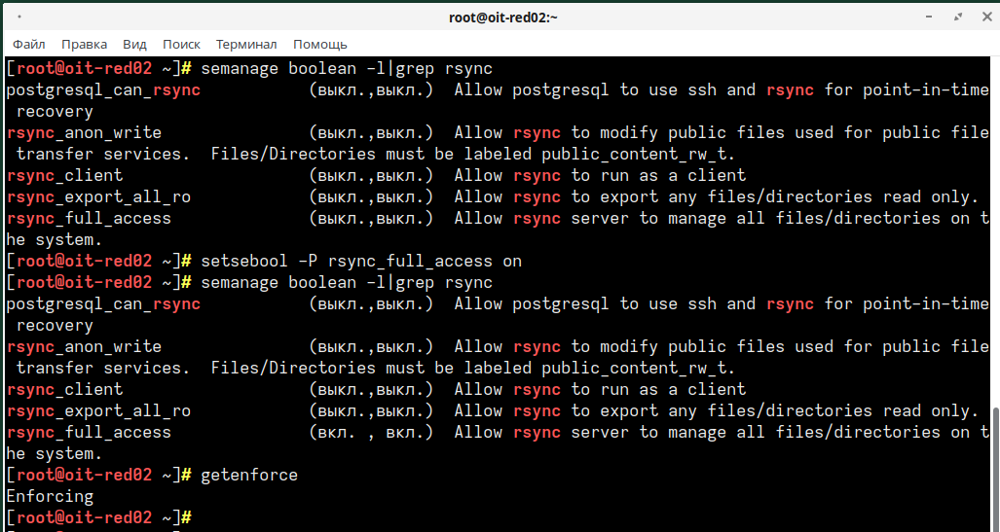 root@oit-red02:~
Файл Правка Вид Поиск Терминал Помощь
[root@oit-red02 ~]# semanage boolean -l|grep rsync
postgresql_can_rsync (выкл.,выкл.) Allow postgresql to use ssh and rsync for point-in-time
recovery
rsync_anon_write (выкл.,выкл.) Allow rsync to modify public files used for public file
transfer services. Files/Directories must be labeled public_content_rw_t.
rsync_client (выкл.,выкл.) Allow rsync to run as a client
rsync_export_all_ro (выкл.,выкл.) Allow rsync to export any files/directories read only.
rsync_full_access (выкл.,выкл.) Allow rsync server to manage all files/directories on t
he system.
[root@oit-red02 ~]# setsebool -P rsync_full_access on
[root@oit-red02 ~]# semanage boolean -l|grep rsync
postgresql_can_rsync (выкл.,выкл.) Allow postgresql to use ssh and rsync for point-in-time
recovery
rsync_anon_write (выкл.,выкл.) Allow rsync to modify public files used for public file
transfer services. Files/Directories must be labeled public_content_rw_t.
rsync_client (выкл.,выкл.) Allow rsync to run as a client
rsync_export_all_ro (выкл.,выкл.) Allow rsync to export any files/directories read only.
rsync_full_access (вкл. , вкл.) Allow rsync server to manage all files/directories on t
he system.
[root@oit-red02 ~]# getenforce
Enforcing
[root@oit-red02 ~]#